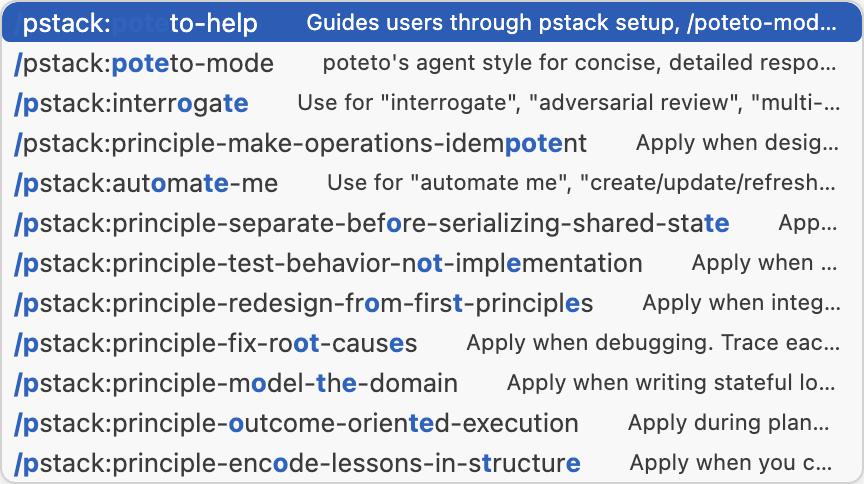 /pstack:poteto-help Guides users through pstack setup, /poteto-mod...
/pstack:poteto-mode poteto's agent style for concise, detailed respo...
/pstack:interrogate Use for "interrogate", "adversarial review", "multi-...
/pstack:principle-make-operations-idempotent Apply when desig...
/pstack:automate-me Use for "automate me", "create/update/refresh...
/pstack:principle-separate-before-serializing-shared-state App...
/pstack:principle-test-behavior-not-implementation Apply when ...
/pstack:principle-redesign-from-first-principles Apply when integ...
/pstack:principle-fix-root-causes Apply when debugging. Trace eac...
/pstack:principle-model-the-domain Apply when writing stateful lo...
/pstack:principle-outcome-oriented-execution Apply during plan...
/pstack:principle-encode-lessons-in-structure Apply when you c...